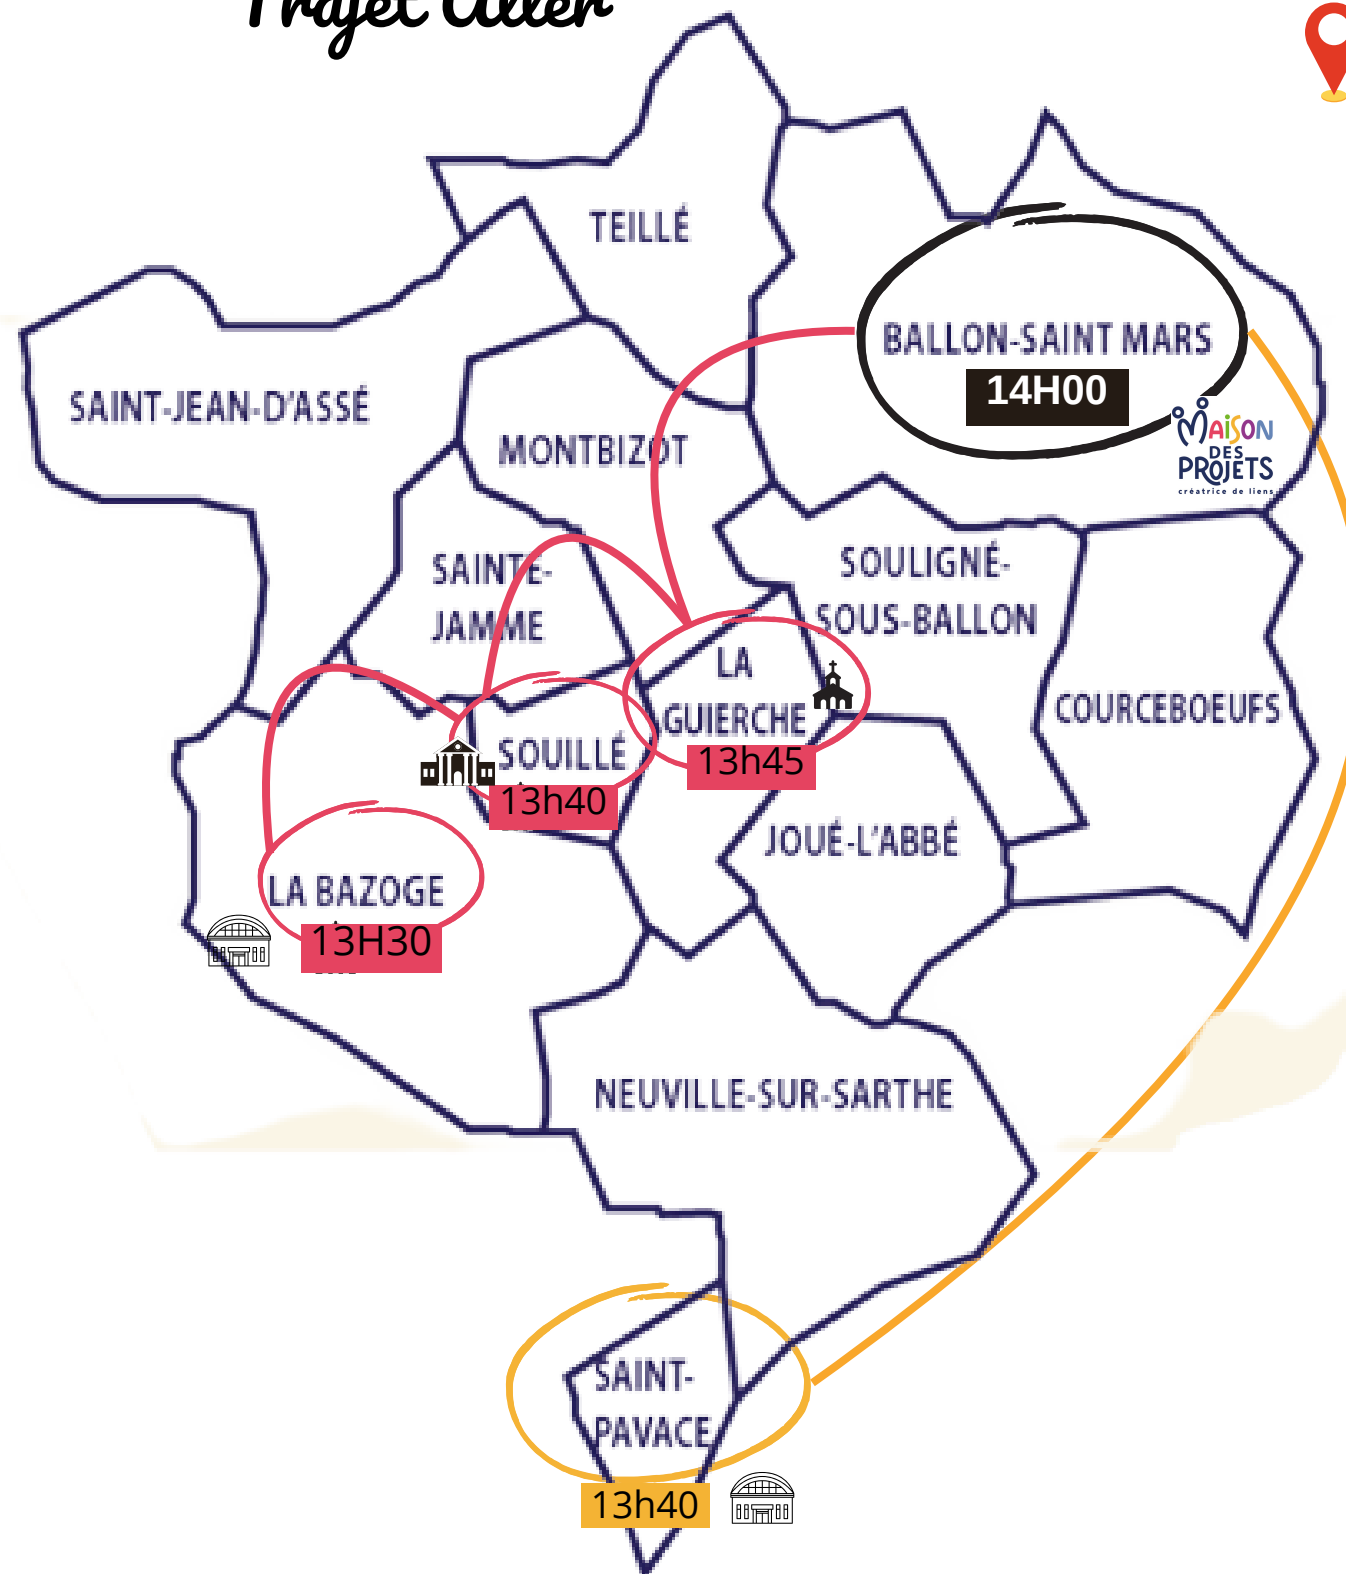 Trajet Aller
TEILLÉ
BALLON-SAINT MARS
14H00
SAINT-JEAN-D'ASSÉ
MAISON
DES
PROJETS
créatrice de liens
MONTBIZOT
SAINTE-
JAMME
SOULIGNÉ-
SOUS-BALLON
LA
GUIERCHE
13h45
COURCEBOEUFS
SOUILLÉ
13h40
JOUÉ-L'ABBÉ
LA BAZOGE
13H30
NEUVILLE-SUR-SARTHE
SAINT-
PAVACE
13h40